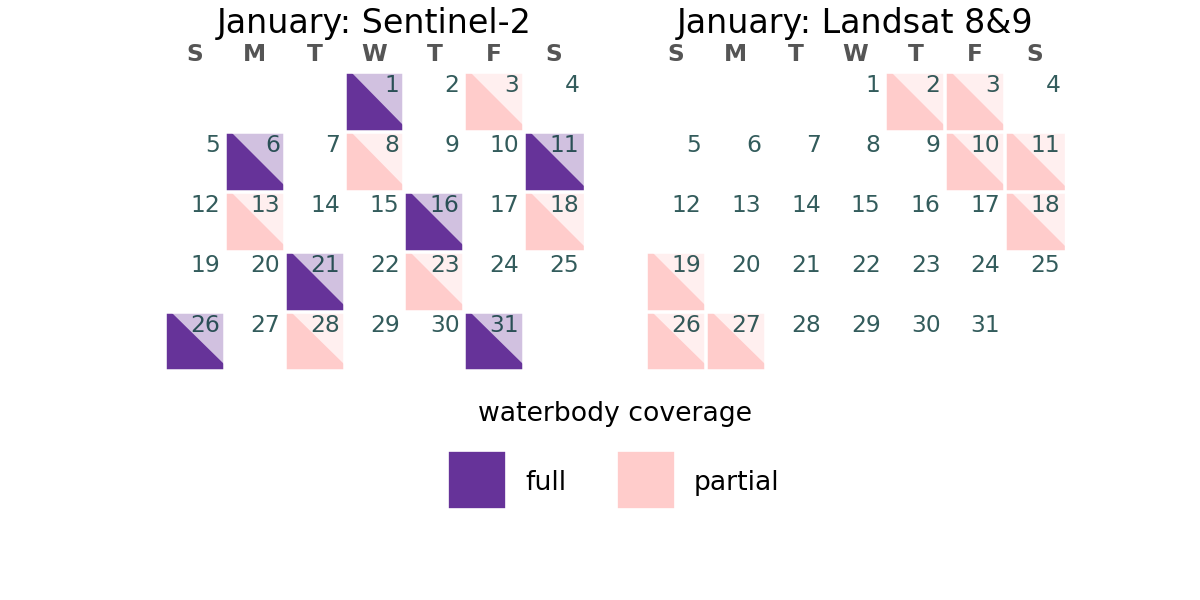 January: Sentinel-2
S M T W T F S
1 2 3 4
5 6 7 8 9 10 11
12 13 14 15 16 17 18
19 20 21 22 23 24 25
26 27 28 29 30 31
January: Landsat 8&9
S M T W T F S
1 2 3 4
5 6 7 8 9 10 11
12 13 14 15 16 17 18
19 20 21 22 23 24 25
26 27 28 29 30 31
waterbody coverage
full partial